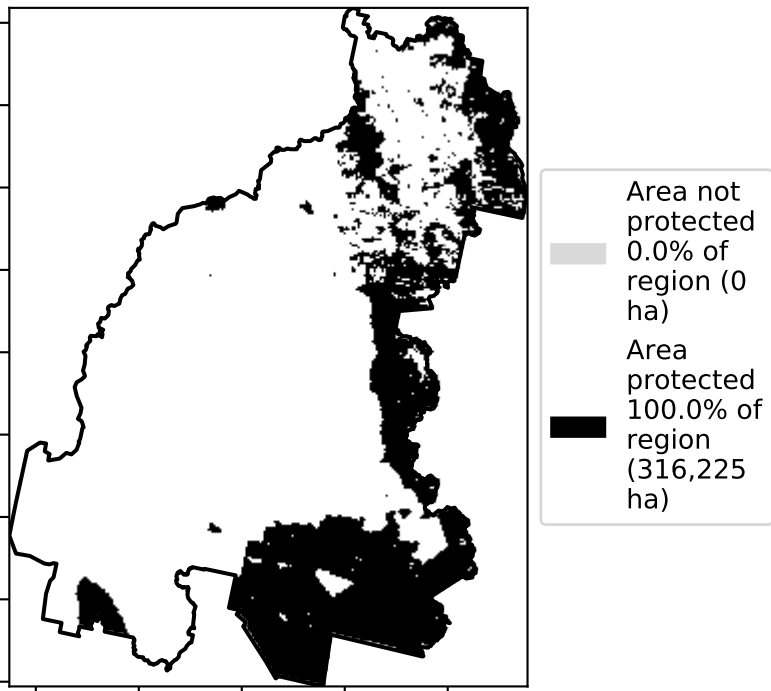 Area not
protected
0.0% of
region (0
ha)
Area
protected
100.0% of
region
(316,225
ha)